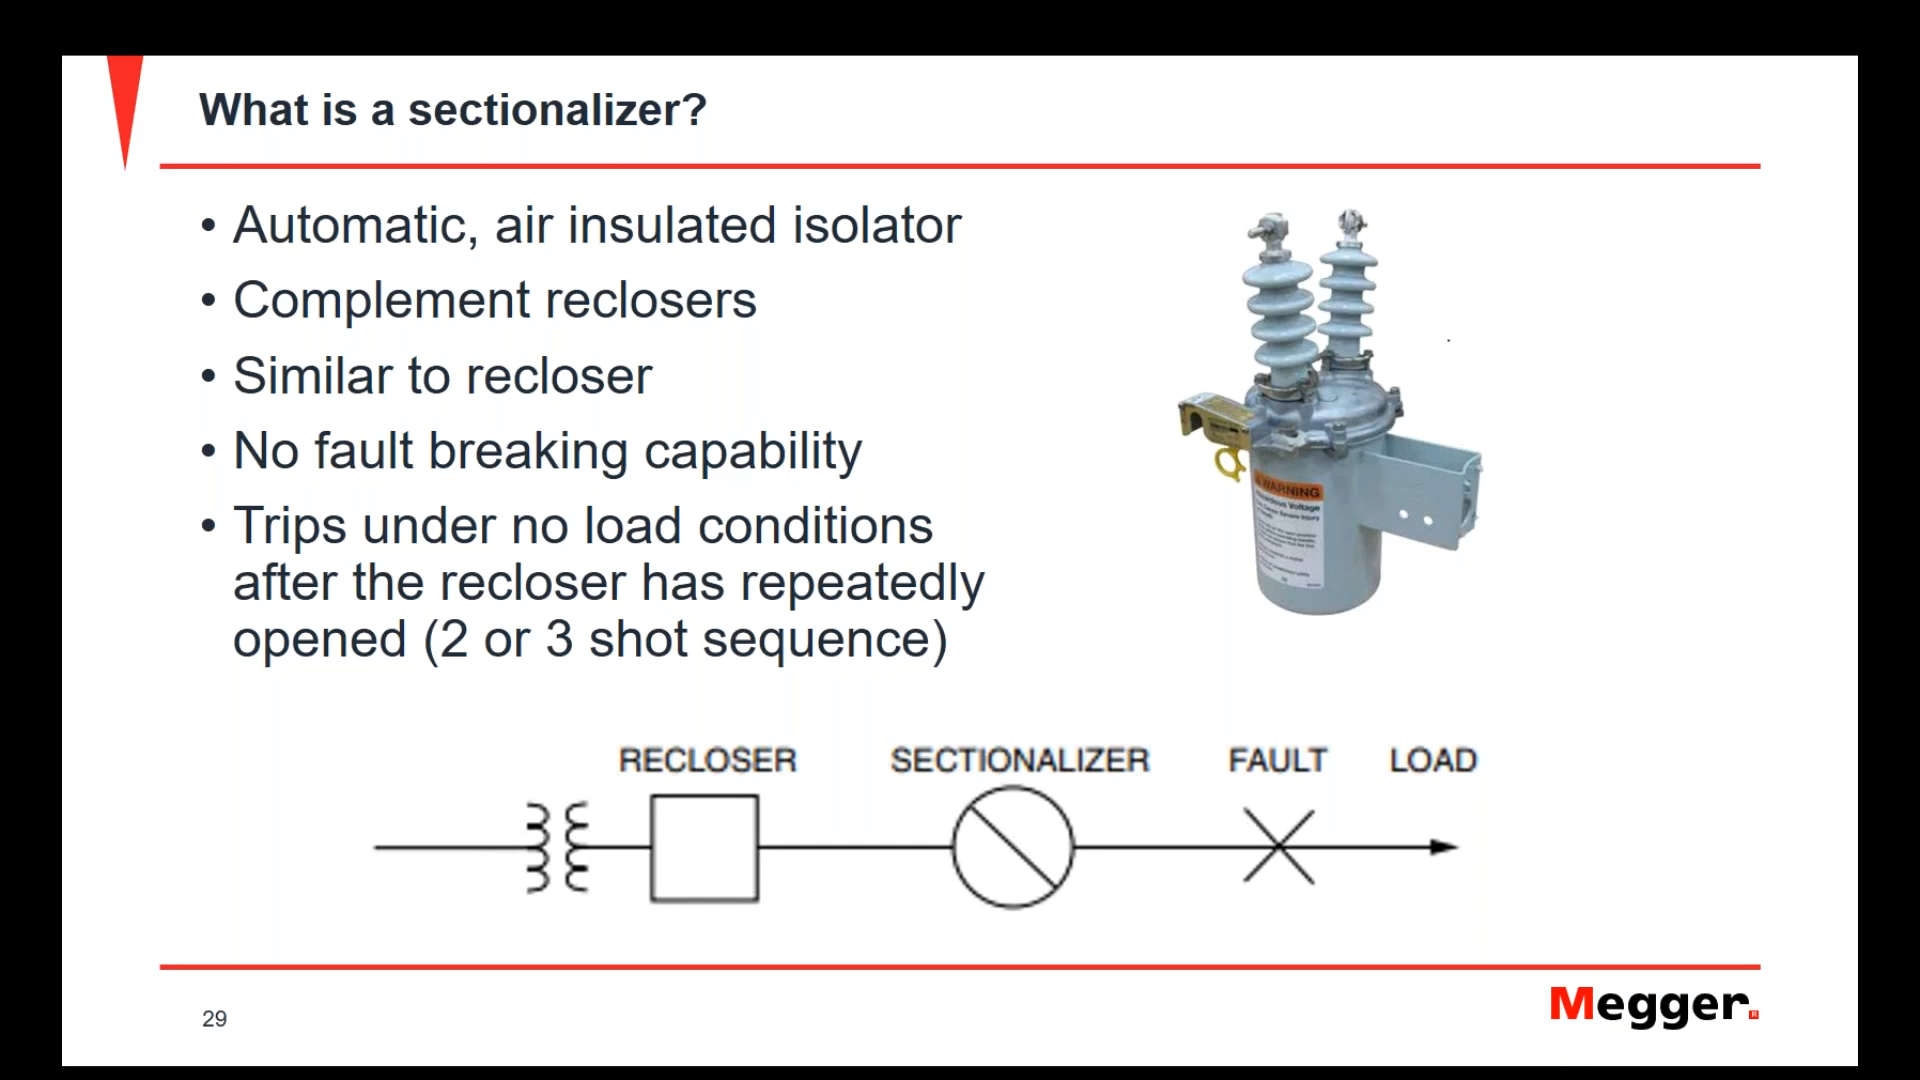 What is a sectionalizer?
• Automatic, air insulated isolator
• Complement reclosers
• Similar to recloser
• No fault breaking capability
• Trips under no load conditions
after the recloser has repeatedly
opened (2 or 3 shot sequence)
WARNING
Hazardous Voltage
RECLOSER
SECTIONALIZER
FAULT
LOAD
29
Megger